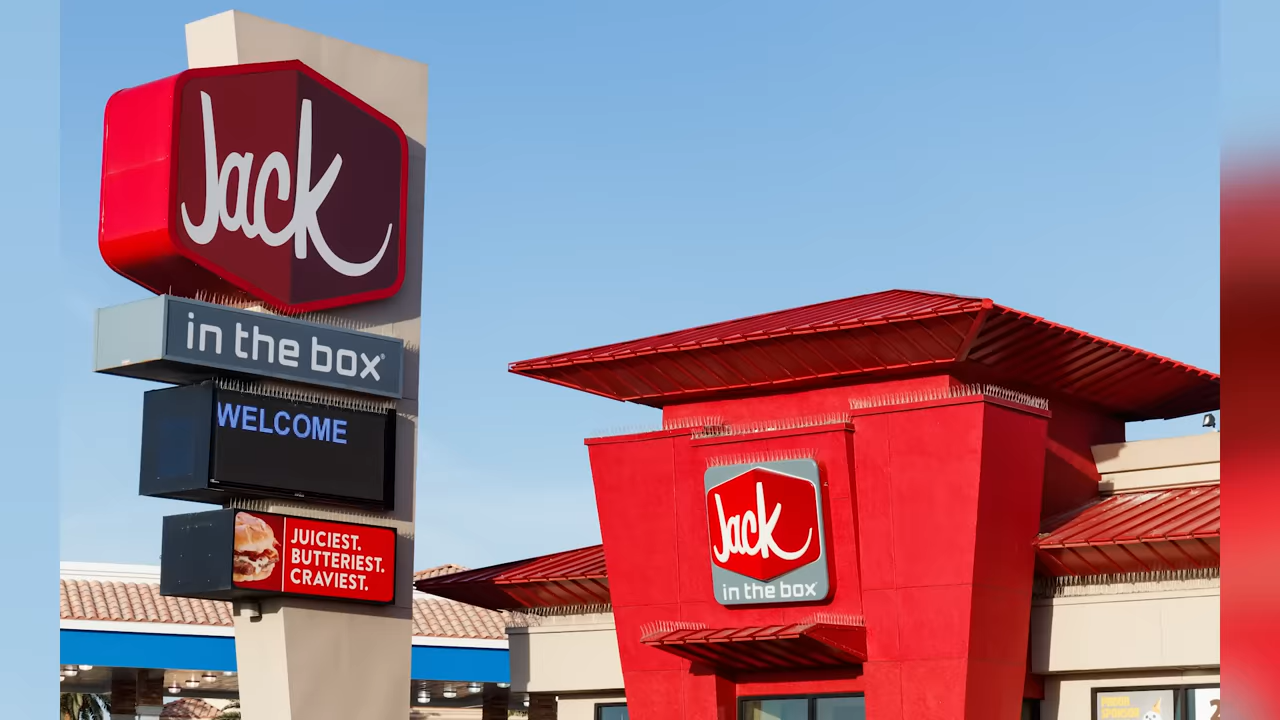 Jack
in the box®
WELCOME
JUICIEST.
BUTTERIEST.
CRAVIEST.
Jack
in the box